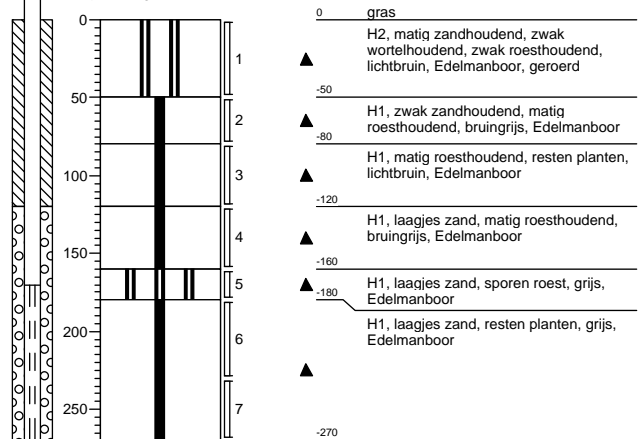 0
50
100
150
200
250
1
2
3
4
5
6
7
0 gras
H2, matig zandhoudend, zwak
wortelhoudend, zwak roesthoudend,
lichtbruin, Edelmanboor, geroerd
-50
H1, zwak zandhoudend, matig
roesthoudend, bruingrijs, Edelmanboor
-80
H1, matig roesthoudend, resten planten,
lichtbruin, Edelmanboor
-120
H1, laagjes zand, matig roesthoudend,
bruingrijs, Edelmanboor
-160
H1, laagjes zand, sporen roest, grijs,
Edelmanboor
-180
H1, laagjes zand, resten planten, grijs,
Edelmanboor
-270